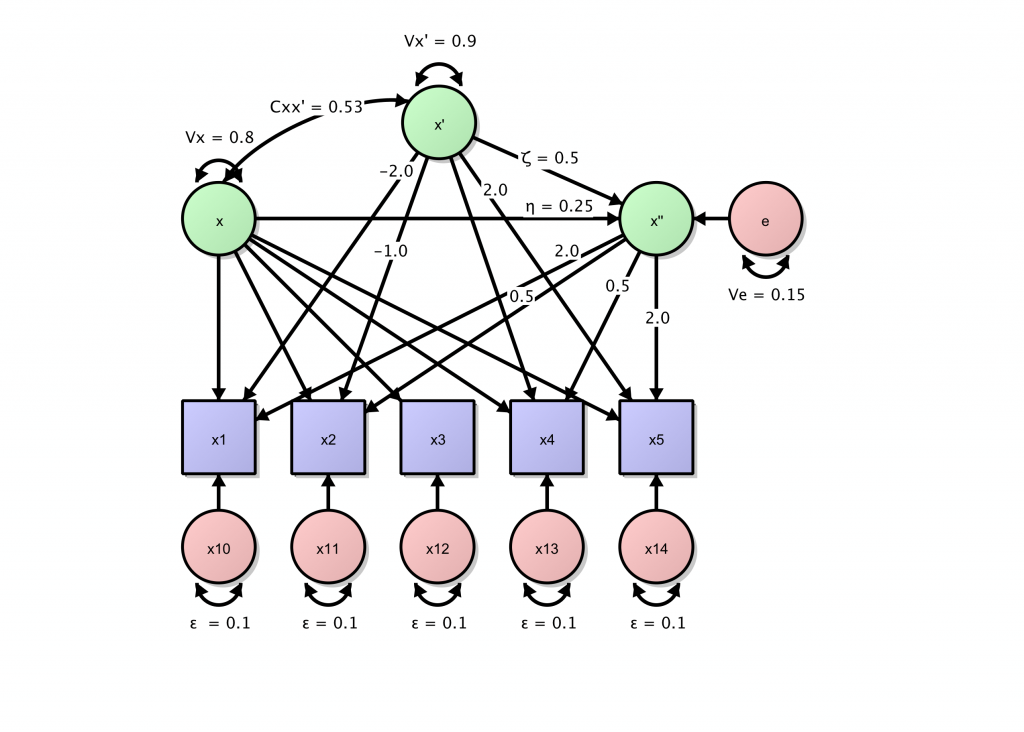 Vx' = 0.9
Cxx' = 0.53
x'
Vx = 0.8
ζ = 0.5
-2.0
2.0
η = 0.25
x
x"
e
-1.0
2.0
0.5
0.5
Ve = 0.15
2.0
x1
x2
x3
x4
x5
x10
x11
x12
x13
x14
ε = 0.1
ε = 0.1
ε = 0.1
ε = 0.1
ε = 0.1